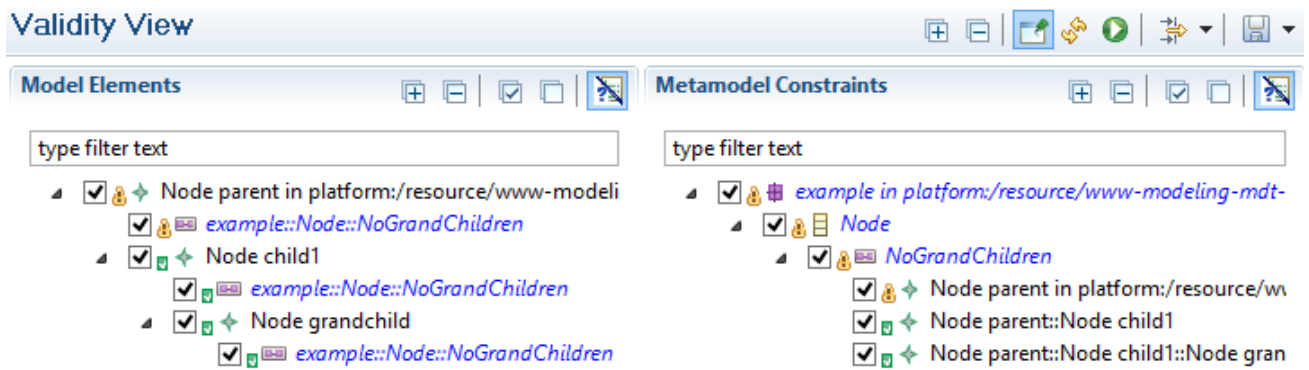 Validity View
Model Elements
type filter text
Node parent in platform:/resource/www-modeli
example::Node::NoGrandChildren
Node child1
example::Node::NoGrandChildren
Node grandchild
example::Node::NoGrandChildren
Metamodel Constraints
type filter text
example in platform:/resource/www-modeling-mdt-
Node
NoGrandChildren
Node parent in platform:/resource/w
Node parent::Node child1
Node parent::Node child1::Node gran